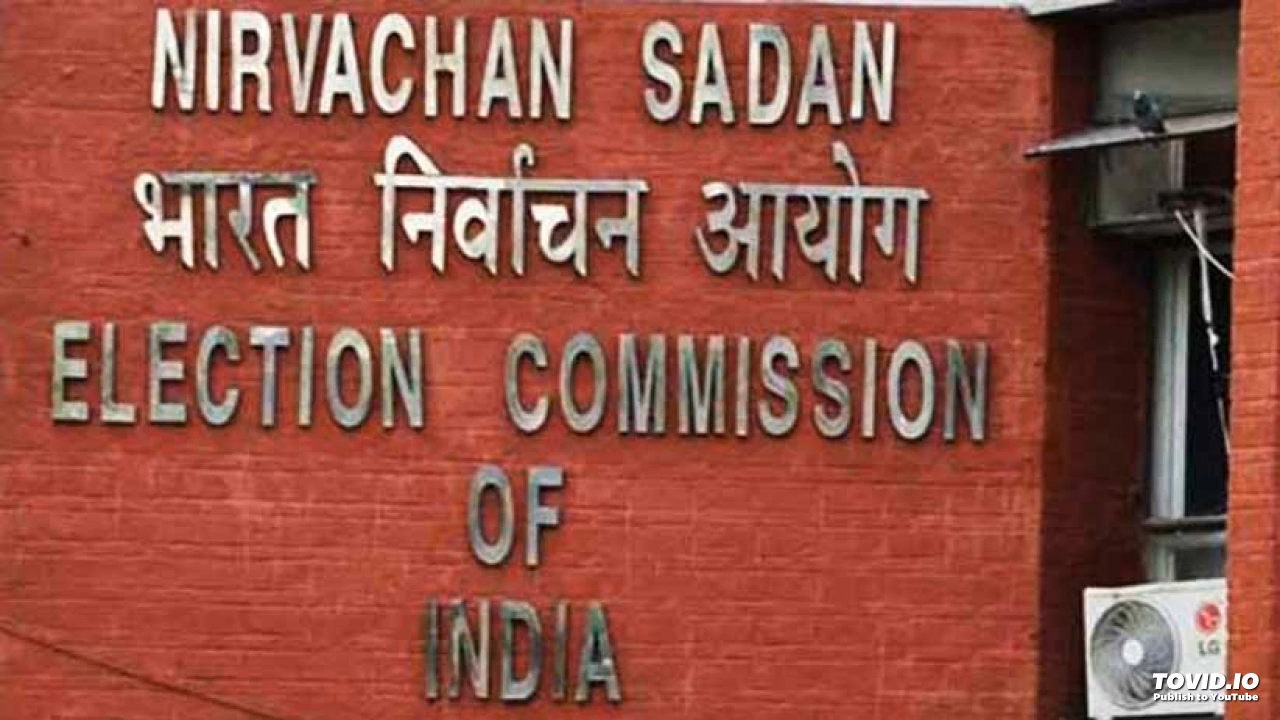 NIRVACHAN SADAN
भारत निर्वाचन आयोग
ELECTION COMMISSION
OF
INDIA
LG
TOVID.IO
Publish to YouTube